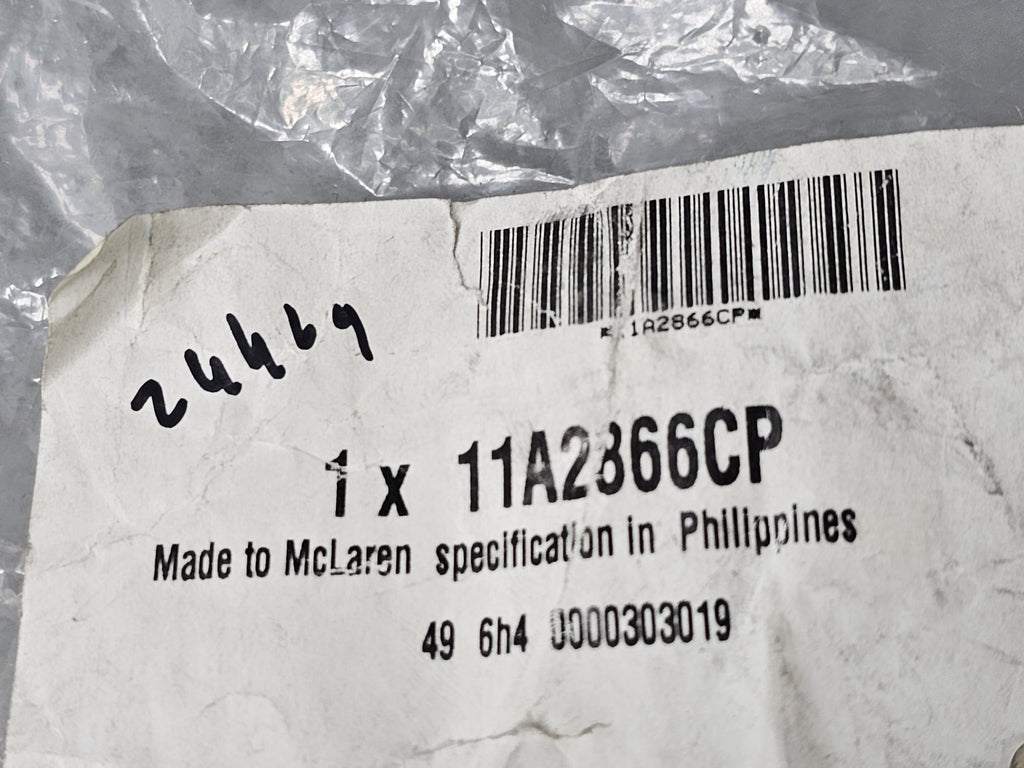 *11A2866CP*
24469
1 x 11A2866CP
Made to McLaren specification in Philippines
49 6h4 0000303019